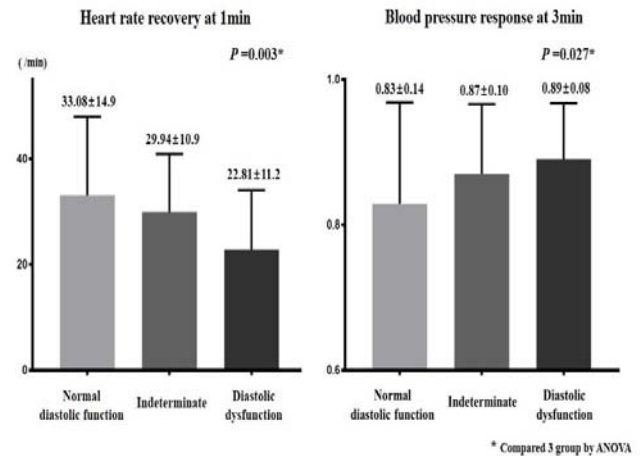 Heart rate recovery at 1min
(/min)
P=0.003*
33.08±14.9
29.94±10.9
22.81±11.2
40
20
0
Normal
diastolic function
Indeterminate
Diastolic
dysfunction
Blood pressure response at 3min
P=0.027*
1.0
0.83±0.14
0.87±0.10
0.89±0.08
0.8
0.6
Normal
diastolic function
Indeterminate
Diastolic
dysfunction
* Compared 3 group by ANOVA